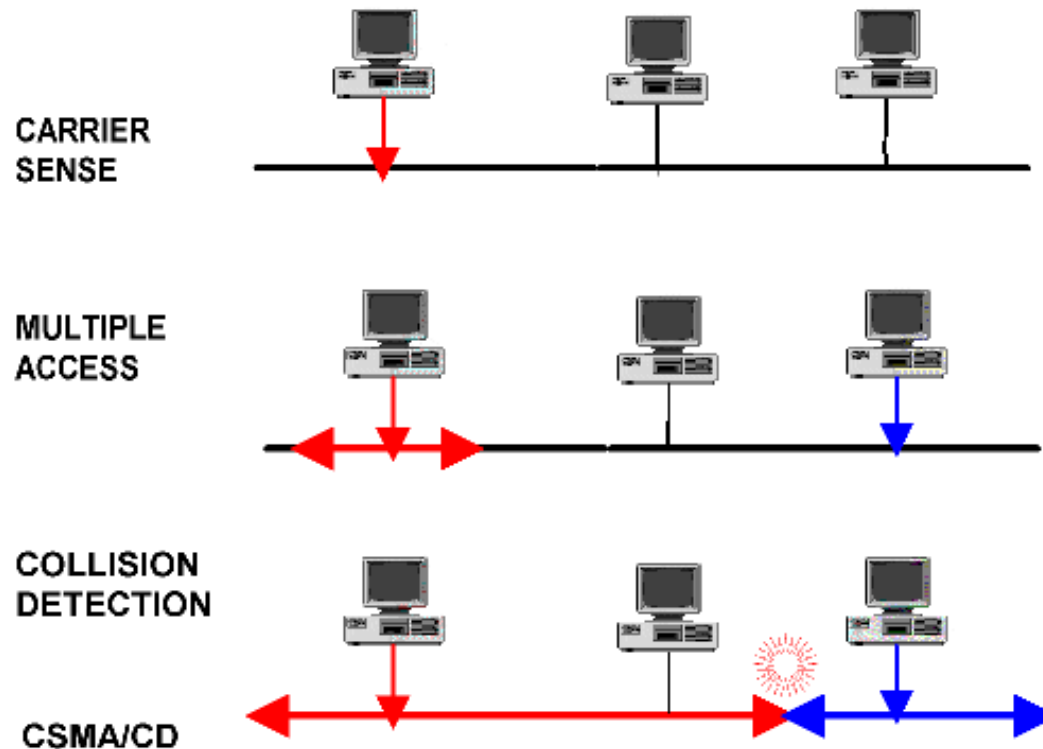 CARRIER
SENSE
MULTIPLE
ACCESS
COLLISION
DETECTION
CSMA/CD